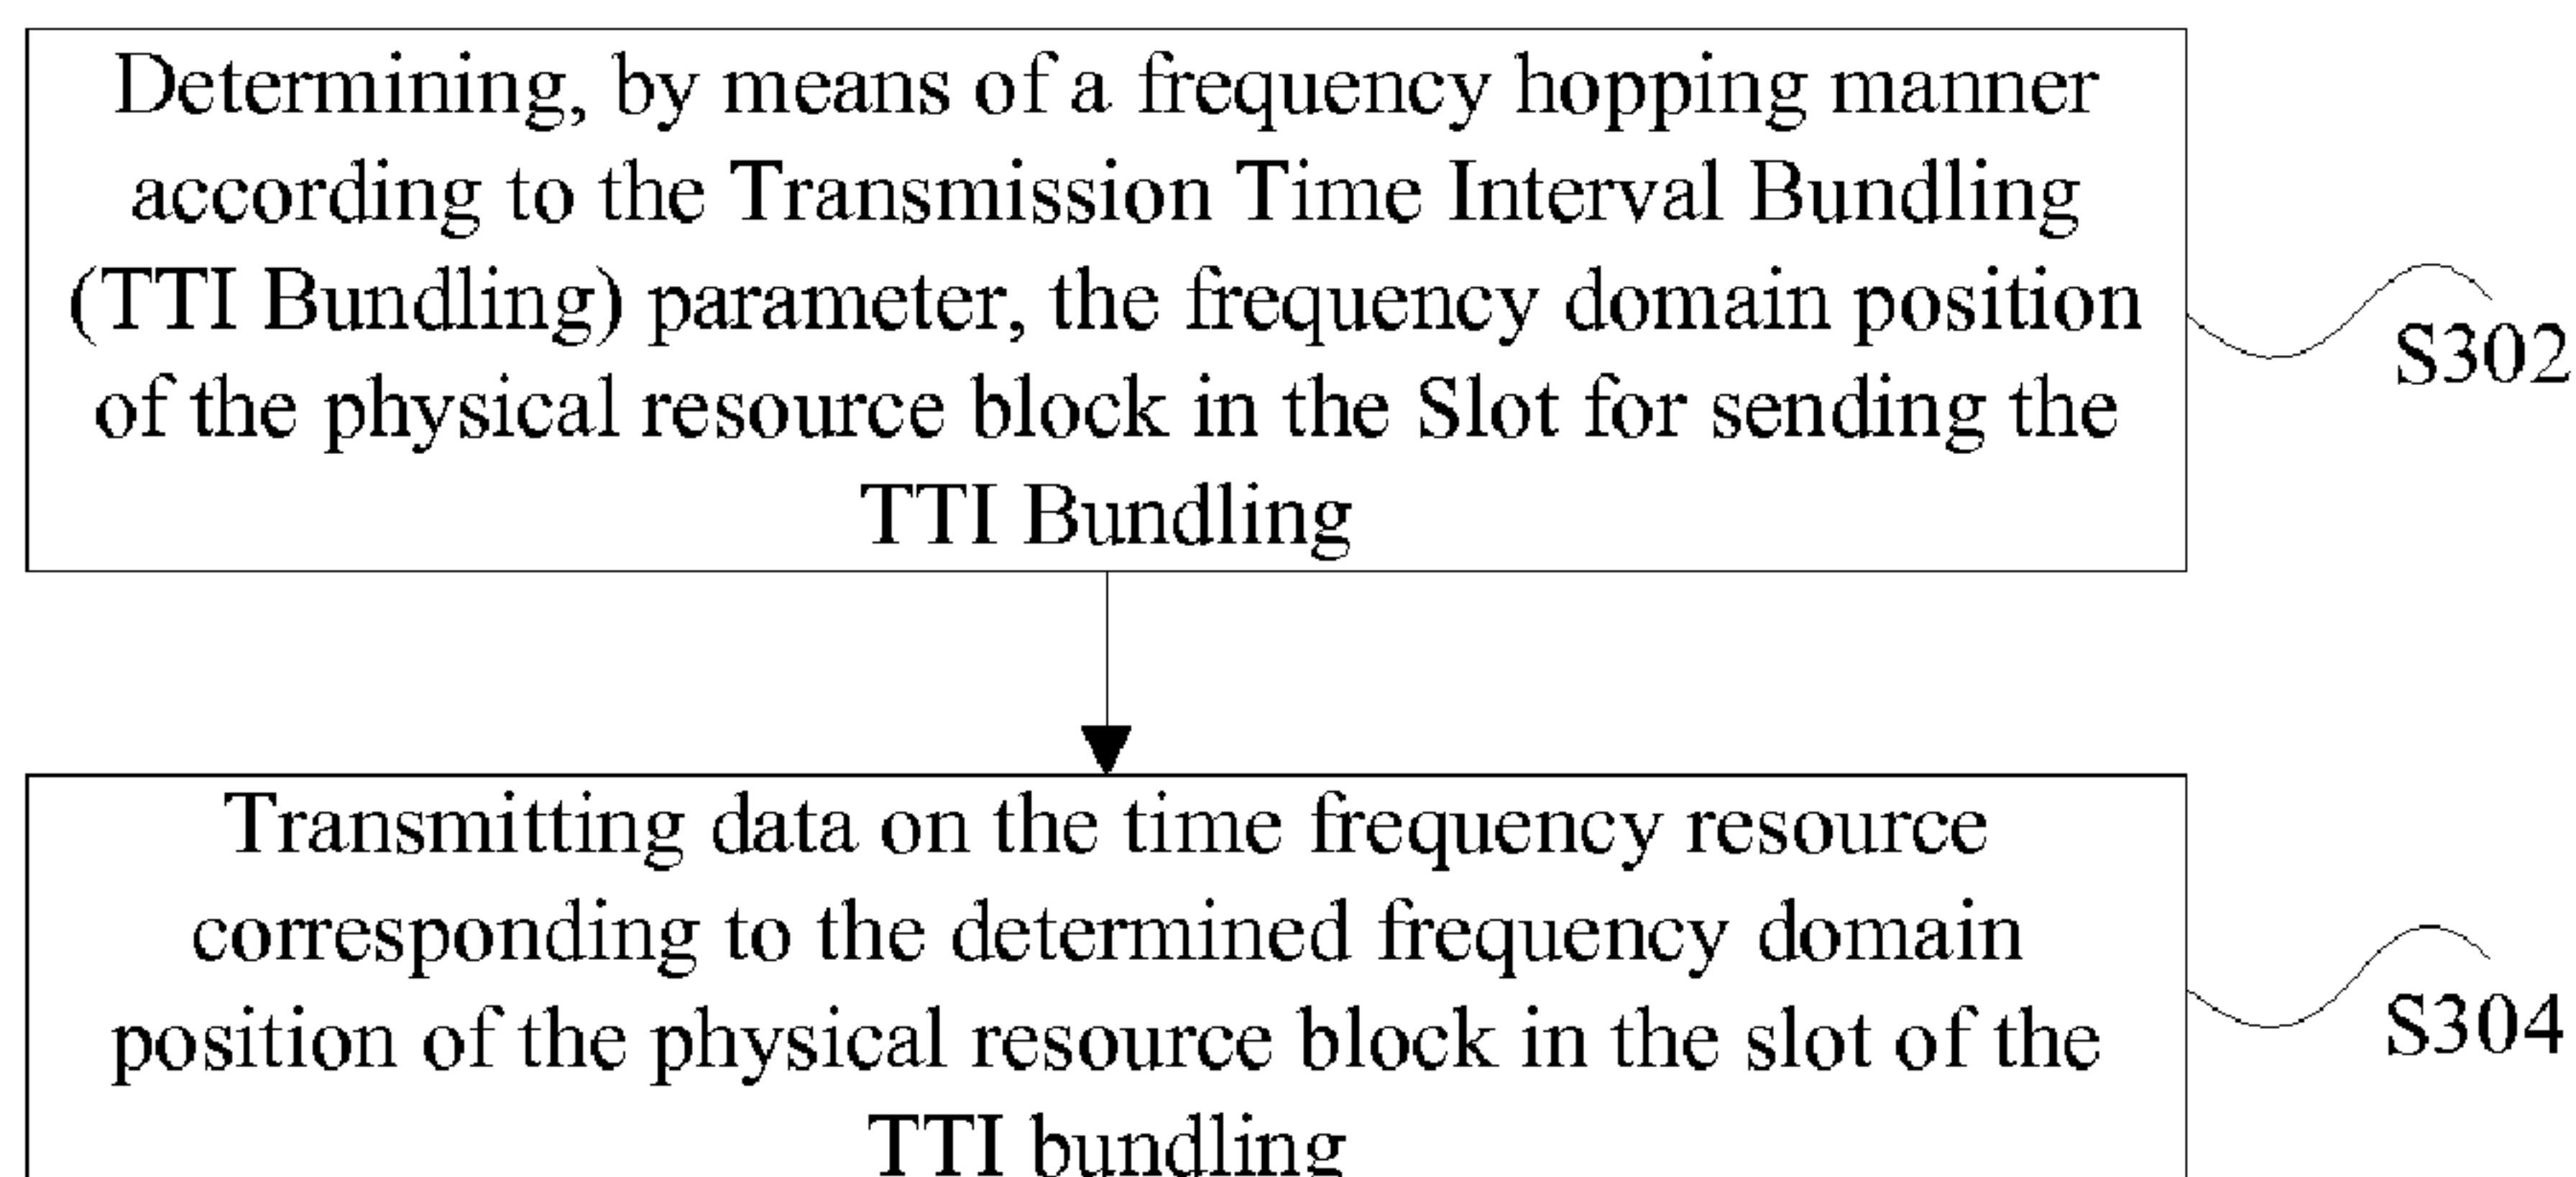 Determining, by means of a frequency hopping manner
according to the Transmission Time Interval Bundling
(TTI Bundling) parameter, the frequency domain position
of the physical resource block in the Slot for sending the
TTI Bundling
S302
Transmitting data on the time frequency resource
corresponding to the determined frequency domain
position of the physical resource block in the slot of the
TTI bundling
S304